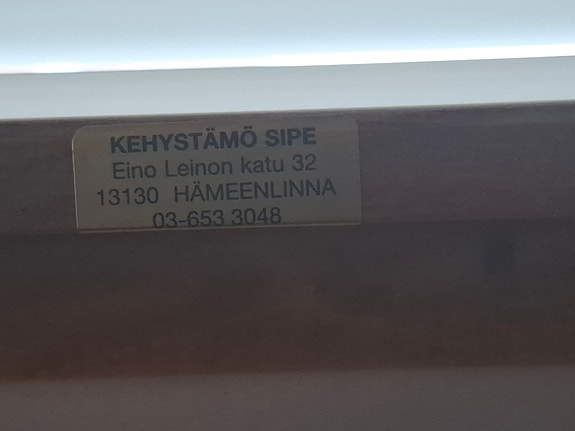 KEHYSTÄMÖ SIPE
Eino Leinon katu 32
13130 HÄMEENLINNA
03-653 3048